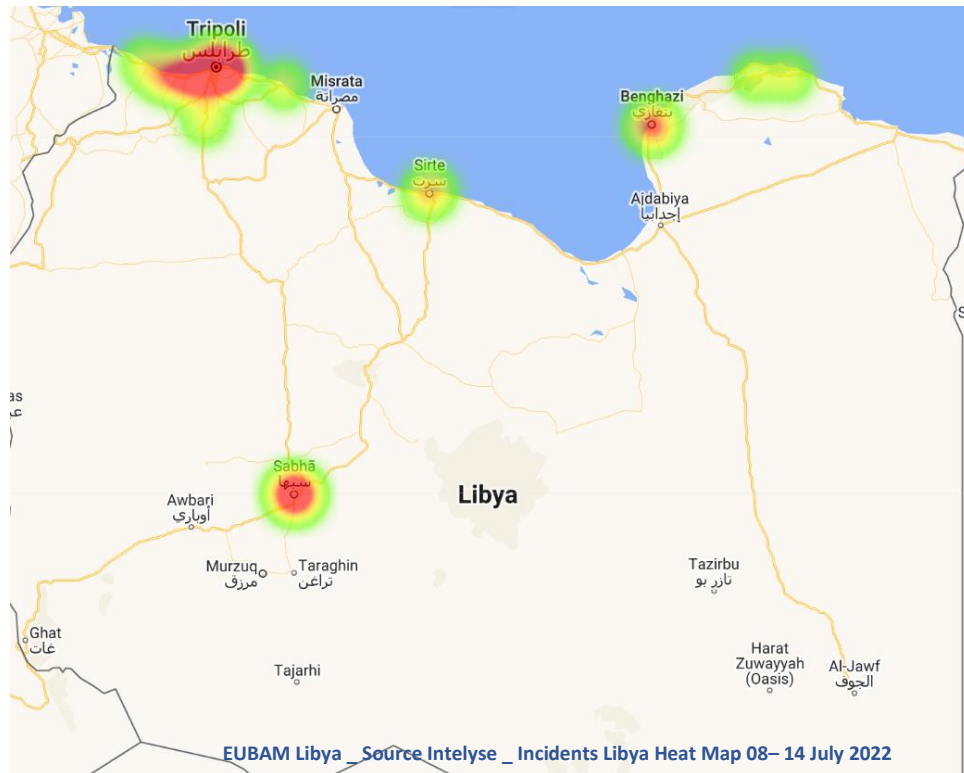 Tripoli
طرابلس
Misrata
مصراتة
Benghazi
بنغازي
Sirte
سرت
Ajdabiya
إجدابيا
S
as
عد
Sabhā
سبها
Awbari
أوباري
Libya
Murzuq
مرزق
Taraghin
تراغن
Tazirbu
تازر بو
Ghat
غات
Tajarhi
Harat
Zuwayyah
(Oasis)
Al-Jawf
الجوف
EUBAM Libya _ Source Intelyse _ Incidents Libya Heat Map 08– 14 July 2022